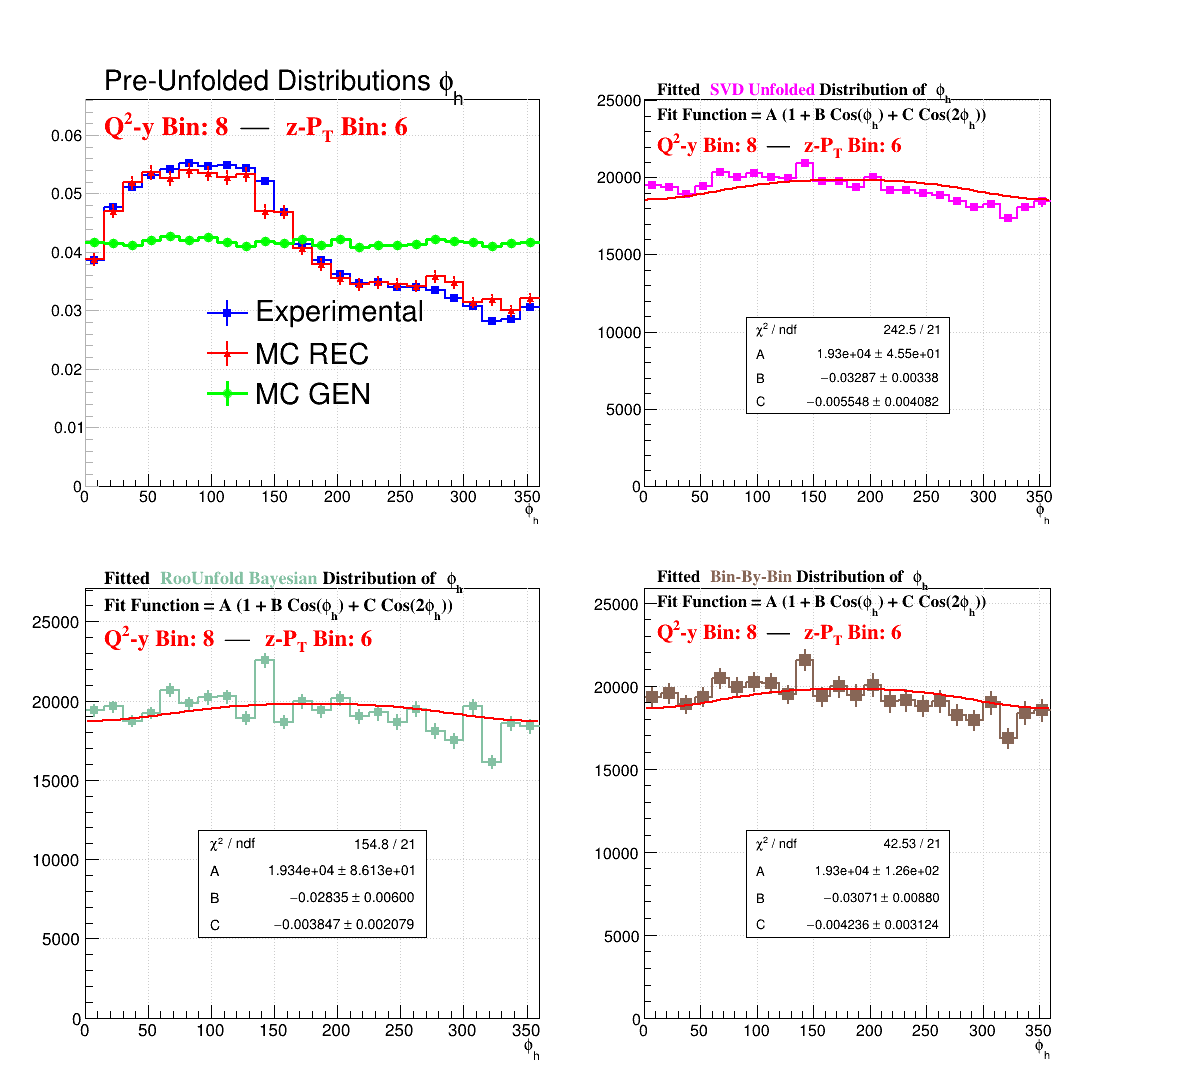 Pre-Unfolded Distributions ϕh
Q²-y Bin: 8 — z-PT Bin: 6
0.06
0.05
0.04
0.03
0.02
0.01
0
Experimental
MC REC
MC GEN
0 50 100 150 200 250 300 350
ϕh
Fitted SVD Unfolded Distribution of ϕh
Fit Function = A (1 + B Cos(ϕh) + C Cos(2ϕh))
Q²-y Bin: 8 — z-PT Bin: 6
25000
20000
15000
10000
5000
0
χ² / ndf 242.5 / 21
A 1.93e+04 ± 4.55e+01
B −0.03287 ± 0.00338
C −0.005548 ± 0.004082
0 50 100 150 200 250 300 350
ϕh
Fitted RooUnfold Bayesian Distribution of ϕh
Fit Function = A (1 + B Cos(ϕh) + C Cos(2ϕh))
Q²-y Bin: 8 — z-PT Bin: 6
25000
20000
15000
10000
5000
0
χ² / ndf 154.8 / 21
A 1.934e+04 ± 8.613e+01
B −0.02835 ± 0.00600
C −0.003847 ± 0.002079
0 50 100 150 200 250 300 350
ϕh
Fitted Bin-By-Bin Distribution of ϕh
Fit Function = A (1 + B Cos(ϕh) + C Cos(2ϕh))
Q²-y Bin: 8 — z-PT Bin: 6
25000
20000
15000
10000
5000
0
χ² / ndf 42.53 / 21
A 1.93e+04 ± 1.26e+02
B −0.03071 ± 0.00880
C −0.004236 ± 0.003124
0 50 100 150 200 250 300 350
ϕh